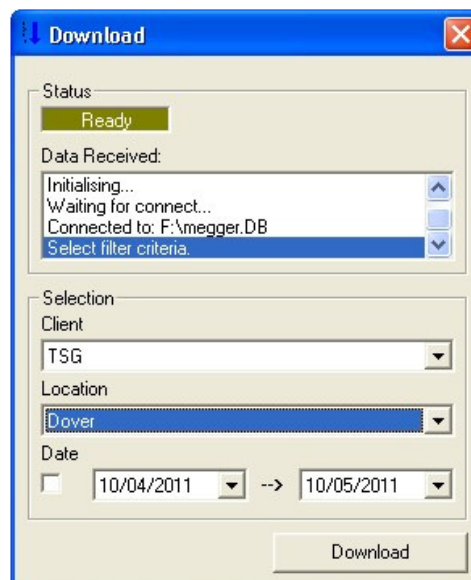 Download
Status
Ready
Data Received:
Initialising...
Waiting for connect...
Connected to: F:\megger.DB
Select filter criteria.
Selection
Client
TSG
Location
Dover
Date
10/04/2011 --> 10/05/2011
Download